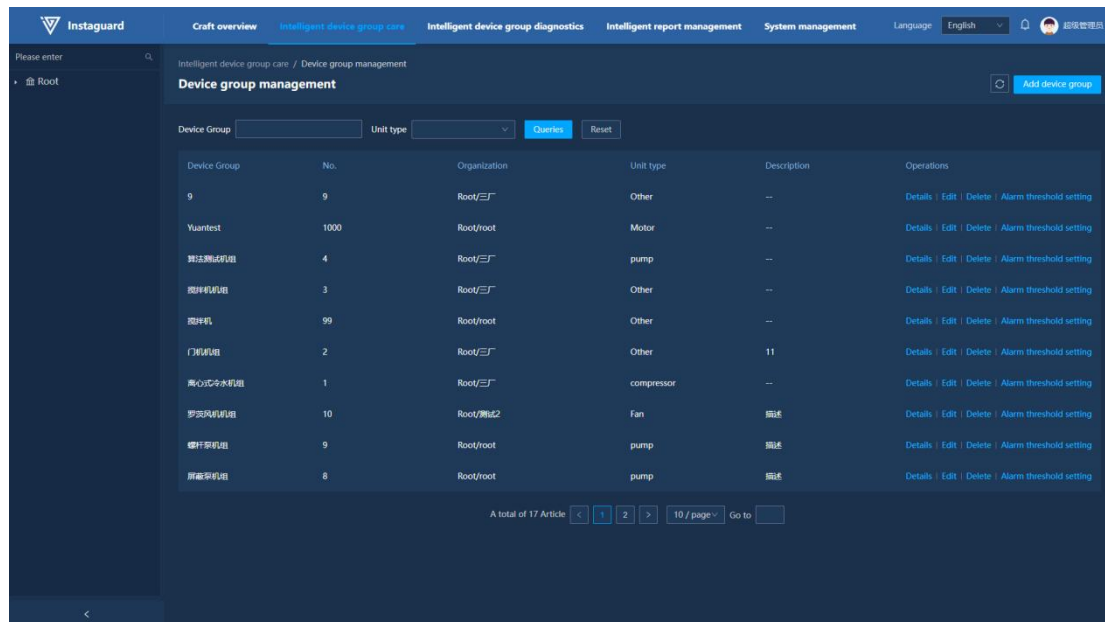 Instaguard Craft overview Intelligent device group care Intelligent device group diagnostics Intelligent report management System management Language English 超级管理员
Please enter
Root
Intelligent device group care / Device group management
Device group management
Add device group
Device Group Unit type Queries Reset
Device Group No. Organization Unit type Description Operations
9 9 Root/三厂 Other -- Details | Edit | Delete | Alarm threshold setting
Yuantest 1000 Root/root Motor -- Details | Edit | Delete | Alarm threshold setting
算法测试机组 4 Root/三厂 pump -- Details | Edit | Delete | Alarm threshold setting
搅拌机机组 3 Root/三厂 Other -- Details | Edit | Delete | Alarm threshold setting
搅拌机 99 Root/root Other -- Details | Edit | Delete | Alarm threshold setting
门机机组 2 Root/三厂 Other 11 Details | Edit | Delete | Alarm threshold setting
离心式冷水机组 1 Root/三厂 compressor -- Details | Edit | Delete | Alarm threshold setting
罗茨风机机组 10 Root/测试2 Fan 描述 Details | Edit | Delete | Alarm threshold setting
螺杆泵机组 9 Root/root pump 描述 Details | Edit | Delete | Alarm threshold setting
屏蔽泵机组 8 Root/root pump 描述 Details | Edit | Delete | Alarm threshold setting
A total of 17 Article < 1 2 > 10 / page Go to
<